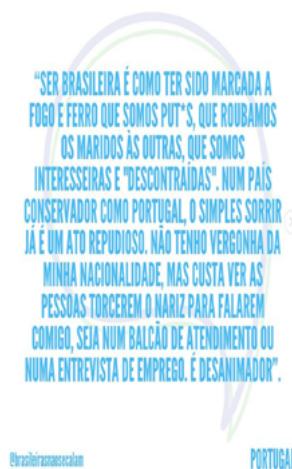 “SER BRASILEIRA É COMO TER SIDO MARCADA A
FOGO E FERRO QUE SOMOS PUT*S, QUE ROUBAMOS
OS MARIDOS ÀS OUTRAS, QUE SOMOS
INTERESSEIRAS E "DESCONTRAÍDAS". NUM PAÍS
CONSERVADOR COMO PORTUGAL, O SIMPLES SORRIR
JÁ É UM ATO REPUDIOSO. NÃO TENHO VERGONHA DA
MINHA NACIONALIDADE, MAS CUSTA VER AS
PESSOAS TORCEREM O NARIZ PARA FALAREM
COMIGO, SEJA NUM BALCÃO DE ATENDIMENTO OU
NUMA ENTREVISTA DE EMPREGO. É DESANIMADOR”.
@brasileirasnaosecalam
PORTUGAL